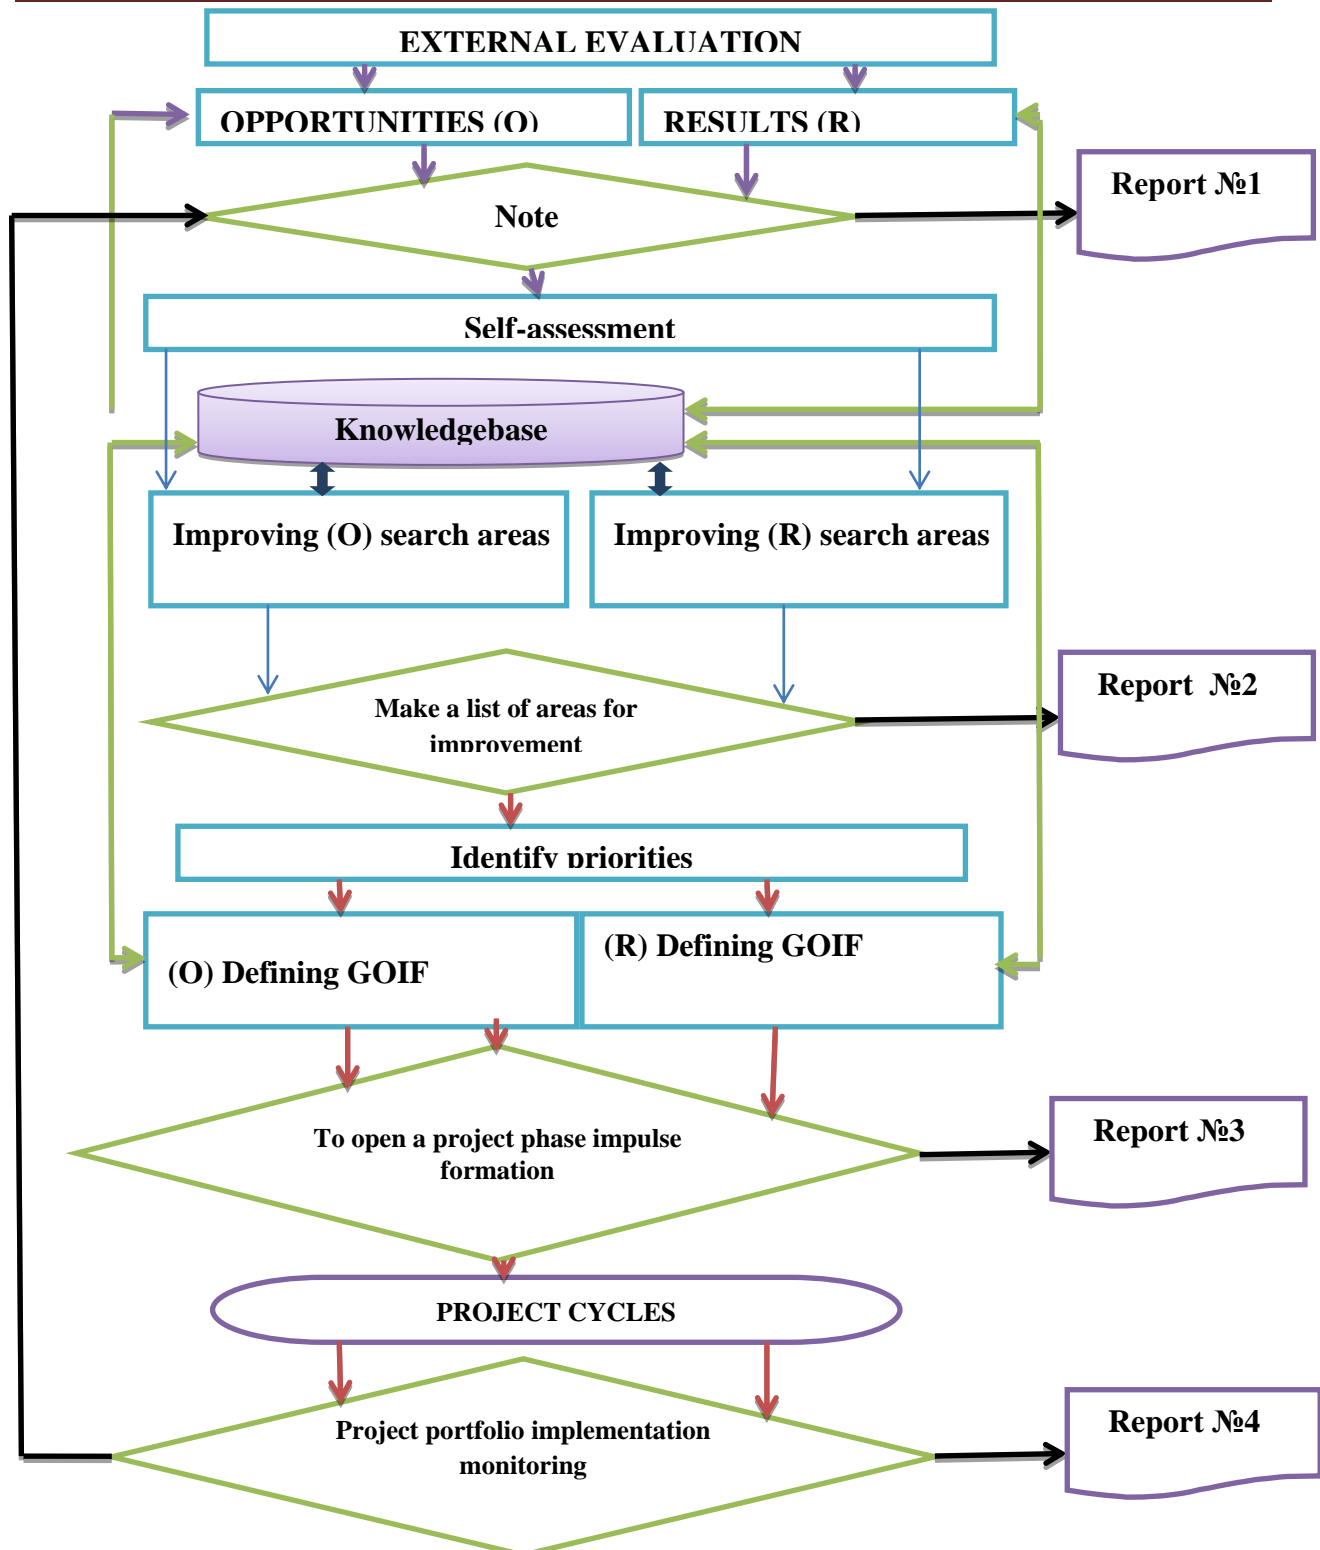 EXTERNAL EVALUATION
OPPORTUNITIES (O)
RESULTS (R)
Report №1
Note
Self-assessment
Knowledgebase
Improving (O) search areas
Improving (R) search areas
Report №2
Make a list of areas for
improvement
Identify priorities
(R) Defining GOIF
(O) Defining GOIF
Report №3
To open a project phase impulse
formation
PROJECT CYCLES
Report №4
Project portfolio implementation
monitoring